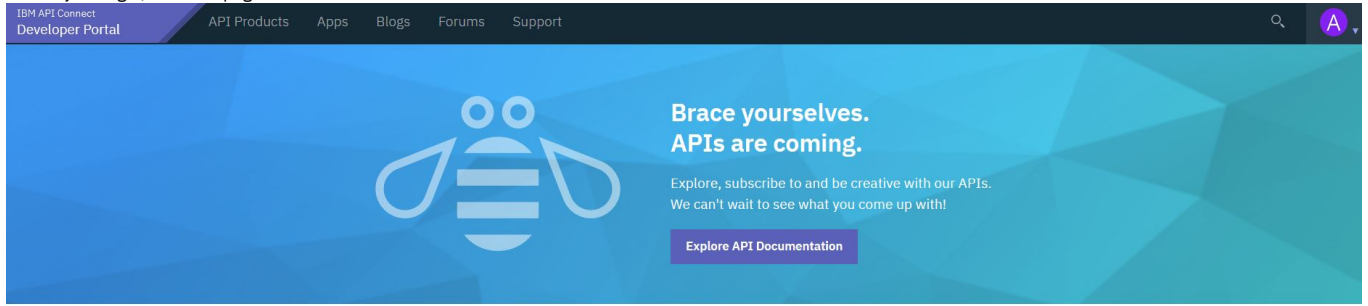 IBM API Connect
Developer Portal
API Products
Apps
Blogs
Forums
Support
A
Brace yourselves.
APIs are coming.
Explore, subscribe to and be creative with our APIs.
We can't wait to see what you come up with!
Explore API Documentation